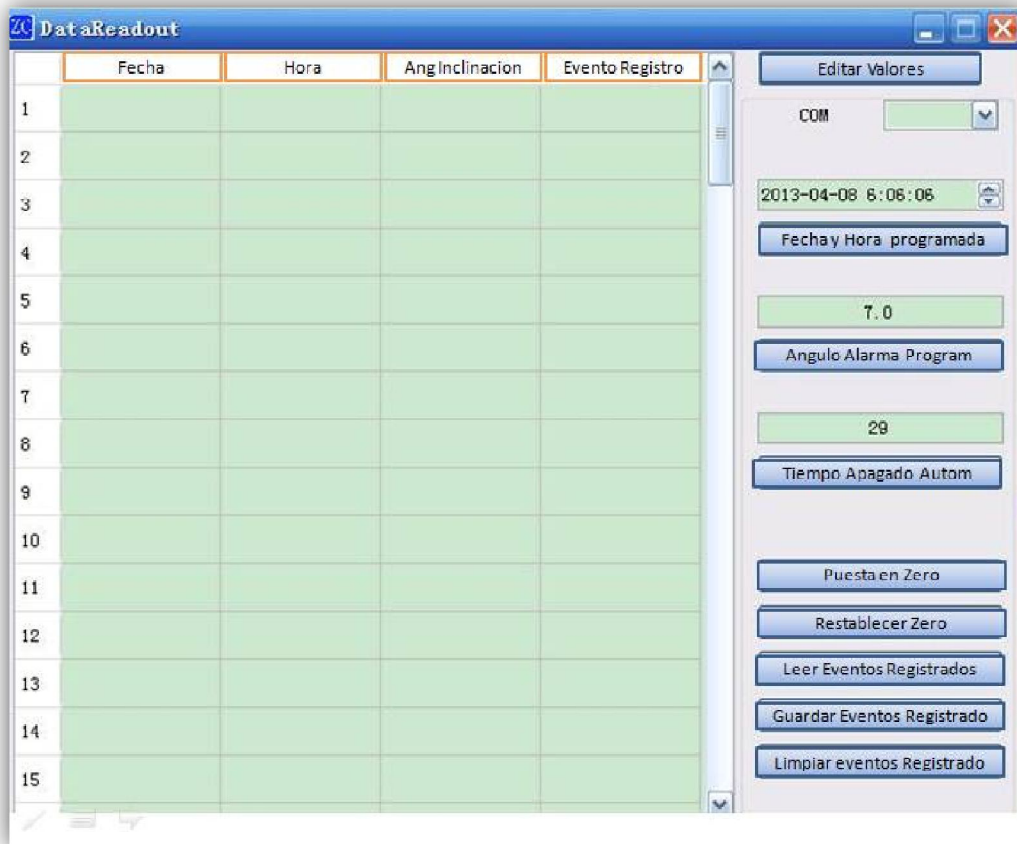 ZC DataReadout
Fecha Hora AngInclinacion Evento Registro
1
2
3
4
5
6
7
8
9
10
11
12
13
14
15
Editar Valores
COM
2013-04-08 6:06:06
Fecha y Hora programada
7.0
Angulo Alarma Program
29
Tiempo Apagado Autom
Puesta en Zero
Restablecer Zero
Leer Eventos Registrados
Guardar Eventos Registrado
Limpiar eventos Registrado